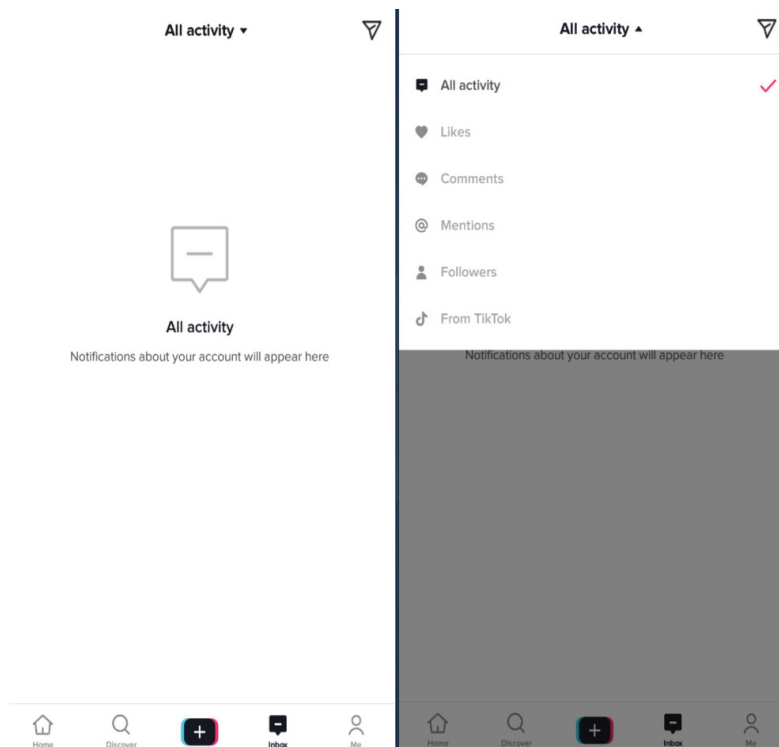 All activity
All activity
Notifications about your account will appear here
Home
Discover
Inbox
Me
All activity
All activity
Likes
Comments
Mentions
Followers
From TikTok
Notifications about your account will appear here
Home
Discover
Inbox
Me